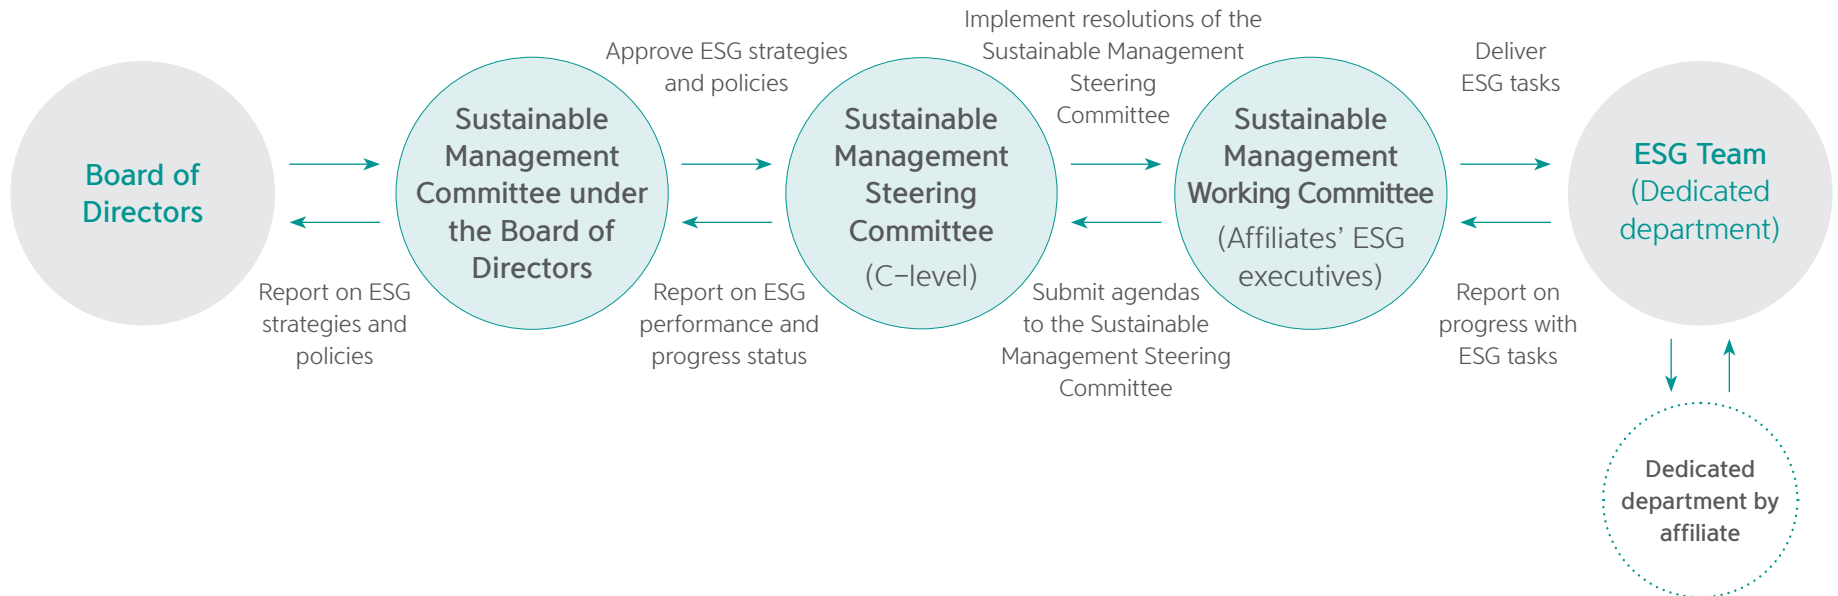 Board of
Directors
Report on ESG
strategies and
policies
Sustainable
Management
Committee under
the Board of
Directors
Approve ESG strategies
and policies
Report on ESG
performance and
progress status
Sustainable
Management
Steering
Committee
(C-level)
Implement resolutions of the
Sustainable Management
Steering
Committee
Submit agendas
to the Sustainable
Management Steering
Committee
Sustainable
Management
Working Committee
(Affiliates’ ESG
executives)
Deliver
ESG tasks
Report on
progress with
ESG tasks
ESG Team
(Dedicated
department)
Dedicated
department by
affiliate